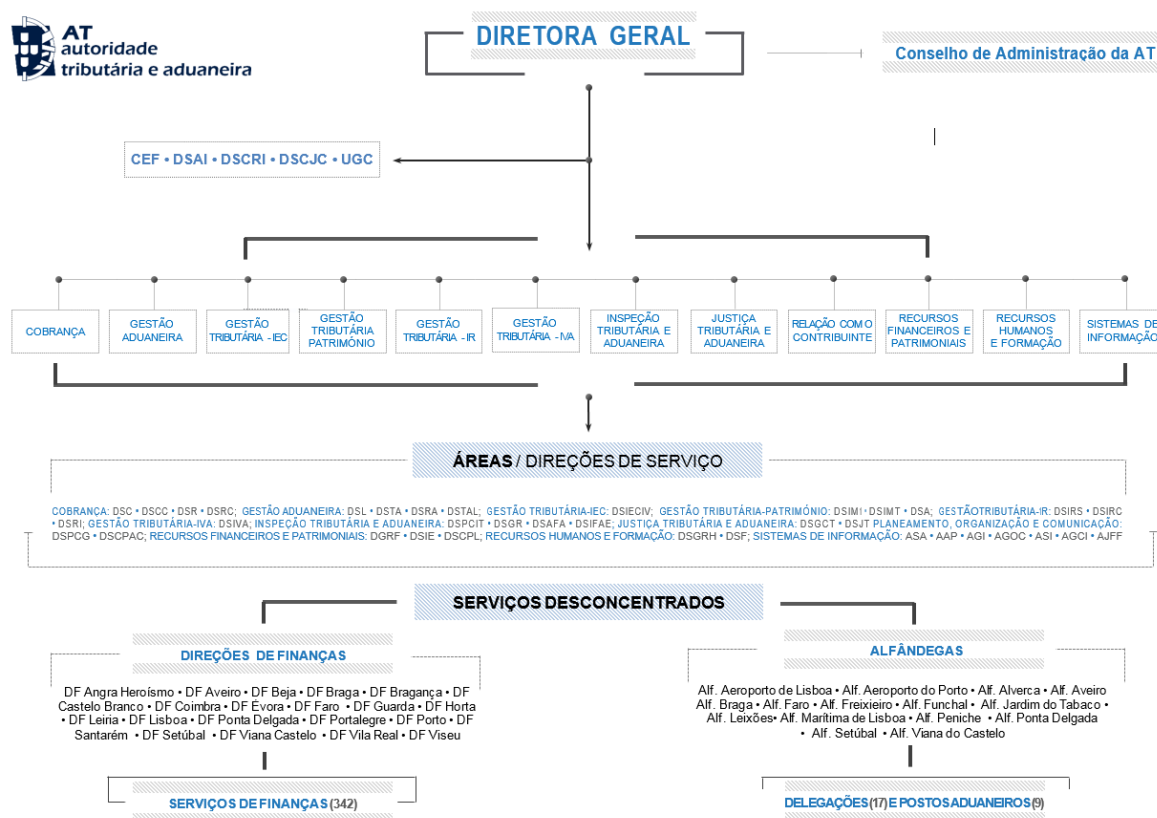 AT
autoridade
tributária e aduaneira
DIRETORA GERAL
Conselho de Administração da AT
CEF • DSAI • DSCRI • DSCJC • UGC
COBRANÇA
GESTÃO
ADUANEIRA
GESTÃO
TRIBUTÁRIA - IEC
GESTÃO
TRIBUTÁRIA
PATRIMÓNIO
GESTÃO
TRIBUTÁRIA - IR
GESTÃO
TRIBUTÁRIA - IVA
INSPEÇÃO
TRIBUTÁRIA E
ADUANEIRA
JUSTIÇA
TRIBUTÁRIA E
ADUANEIRA
RELAÇÃO COM O
CONTRIBUINTE
RECURSOS
FINANCEIROS E
PATRIMONIAIS
RECURSOS
HUMANOS
E FORMAÇÃO
SISTEMAS DE
INFORMAÇÃO
ÁREAS / DIREÇÕES DE SERVIÇO
COBRANÇA: DSC • DSCC • DSR • DSRC; GESTÃO ADUANEIRA: DSL • DSTA • DSRA • DSTAL; GESTÃO TRIBUTÁRIA-IEC: DSIECIV; GESTÃO TRIBUTÁRIA-PATRIMÓNIO: DSIMI • DSIMT • DSA; GESTÃOTRIBUTÁRIA-IR: DSIRS • DSIRC
• DSRI; GESTÃO TRIBUTÁRIA-IVA: DSIVA; INSPEÇÃO TRIBUTÁRIA E ADUANEIRA: DSPCIT • DSGR • DSAFA • DSIFAE; JUSTIÇA TRIBUTÁRIA E ADUANEIRA: DSGCT • DSJT PLANEAMENTO, ORGANIZAÇÃO E COMUNICAÇÃO:
DSPCG • DSCPAC; RECURSOS FINANCEIROS E PATRIMONIAIS: DGRF • DSIE • DSCPL; RECURSOS HUMANOS E FORMAÇÃO: DSGRH • DSF; SISTEMAS DE INFORMAÇÃO: ASA • AAP • AGI • AGOC • ASI • AGCI • AJFF
SERVIÇOS DESCONCENTRADOS
DIREÇÕES DE FINANÇAS
DF Angra Heroísmo • DF Aveiro • DF Beja • DF Braga • DF Bragança • DF
Castelo Branco • DF Coimbra • DF Évora • DF Faro • DF Guarda • DF Horta
• DF Leiria • DF Lisboa • DF Ponta Delgada • DF Portalegre • DF Porto • DF
Santarém • DF Setúbal • DF Viana Castelo • DF Vila Real • DF Viseu
SERVIÇOS DE FINANÇAS (342)
ALFÂNDEGAS
Alf. Aeroporto de Lisboa • Alf. Aeroporto do Porto • Alf. Alverca • Alf. Aveiro
Alf. Braga • Alf. Faro • Alf. Freixieiro • Alf. Funchal • Alf. Jardim do Tabaco •
Alf. Leixões• Alf. Marítima de Lisboa • Alf. Peniche • Alf. Ponta Delgada
• Alf. Setúbal • Alf. Viana do Castelo
DELEGAÇÕES (17) E POSTOS ADUANEIROS (9)